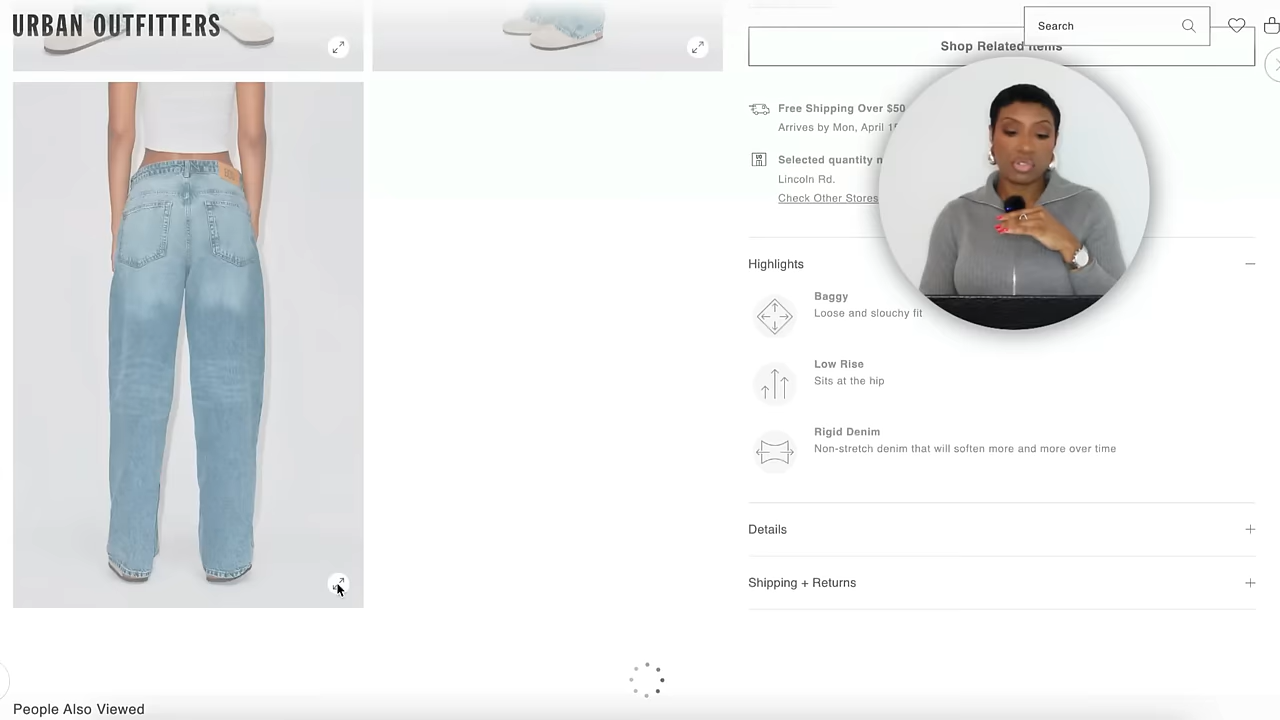 URBAN OUTFITTERS
Search
Shop Related Items
Free Shipping Over $50
Arrives by Mon, April
Selected quantity
Lincoln Rd.
Check Other Stores
Highlights
Baggy
Loose and slouchy fit
Low Rise
Sits at the hip
Rigid Denim
Non-stretch denim that will soften more and more over time
Details
Shipping + Returns
People Also Viewed